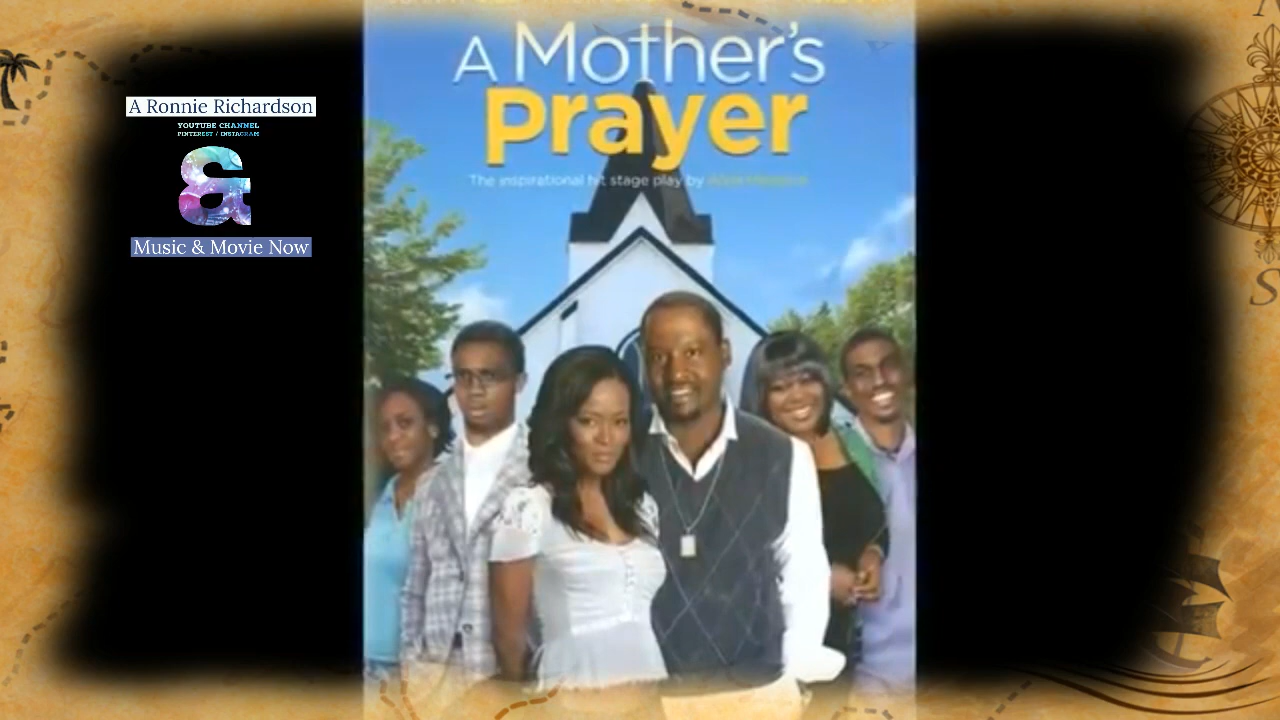 A Mother's
Prayer
The inspirational hit stage play by
A Ronnie Richardson
YOUTUBE CHANNEL
PINTEREST / INSTAGRAM
&
Music & Movie Now
N
S